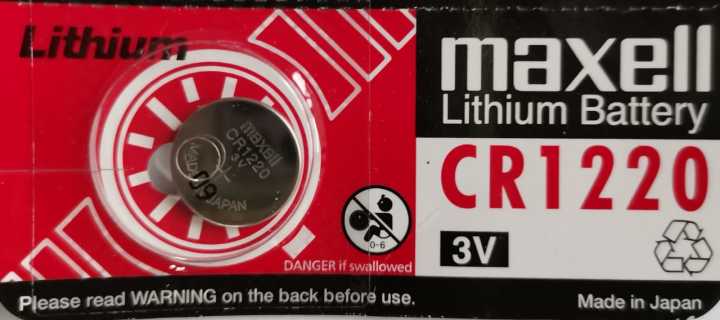 Lithium
maxell
Lithium Battery
CR1220
3V
maxell
CR1220
3V
JAPAN
0-6
DANGER if swallowed
Please read WARNING on the back before use.
Made in Japan